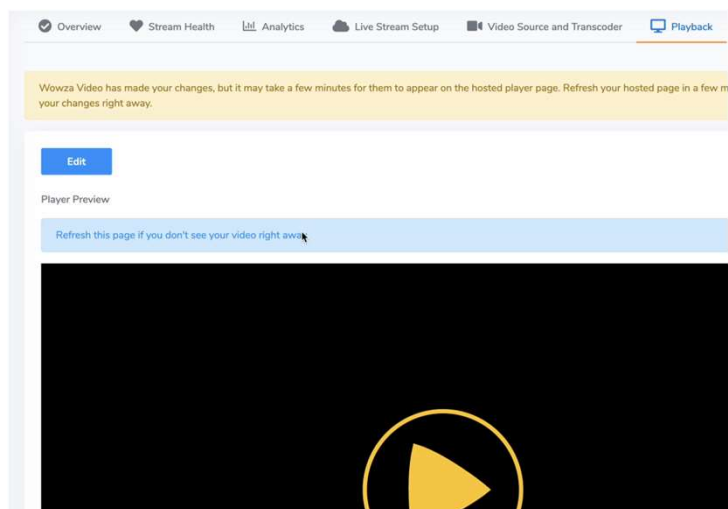 Overview Stream Health Analytics Live Stream Setup Video Source and Transcoder Playback
Wowza Video has made your changes, but it may take a few minutes for them to appear on the hosted player page. Refresh your hosted page in a few
your changes right away.
Edit
Player Preview
Refresh this page if you don't see your video right